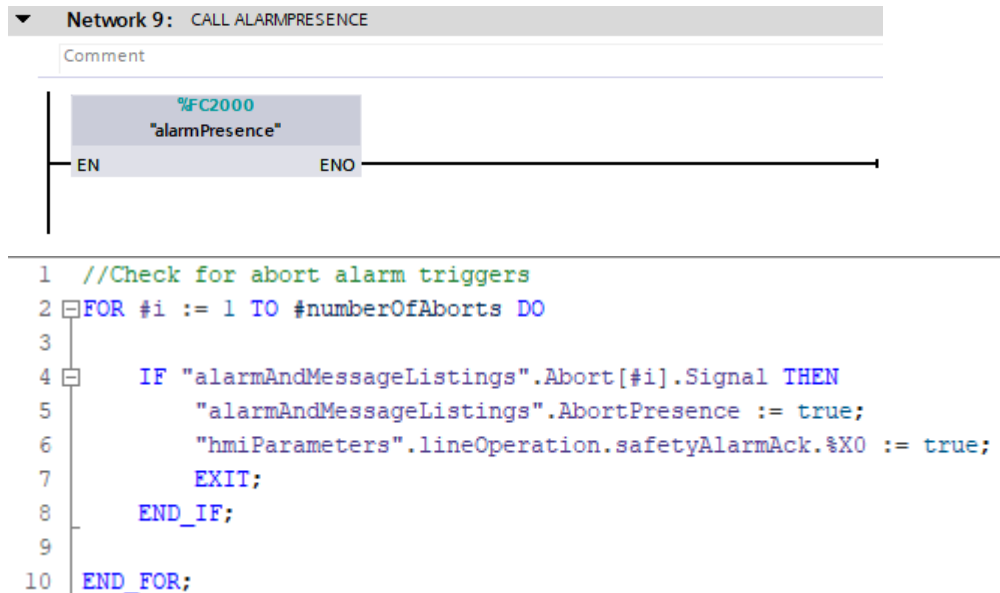 Network 9: CALL ALARMPRESENCE
Comment
%FC2000
"alarmPresence"
EN ENO
1 //Check for abort alarm triggers
2 FOR #i := 1 TO #numberOfAborts DO
3
4 IF "alarmAndMessageListings".Abort[#i].Signal THEN
5 "alarmAndMessageListings".AbortPresence := true;
6 "hmiParameters".lineOperation.safetyAlarmAck.%X0 := true;
7 EXIT;
8 END_IF;
9
10 END_FOR;